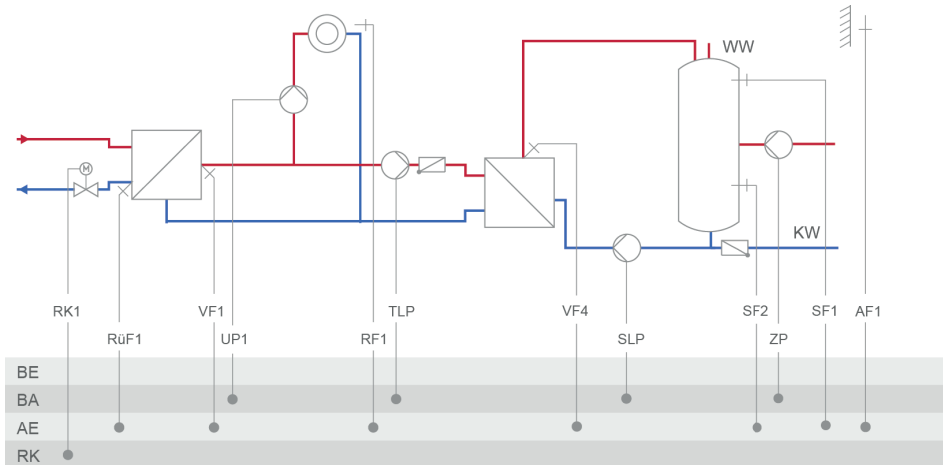 WW
M
KW
RK1 VF1 TLP VF4 SF2 SF1 AF1
RüF1 UP1 RF1 SLP ZP
BE
BA
AE
RK